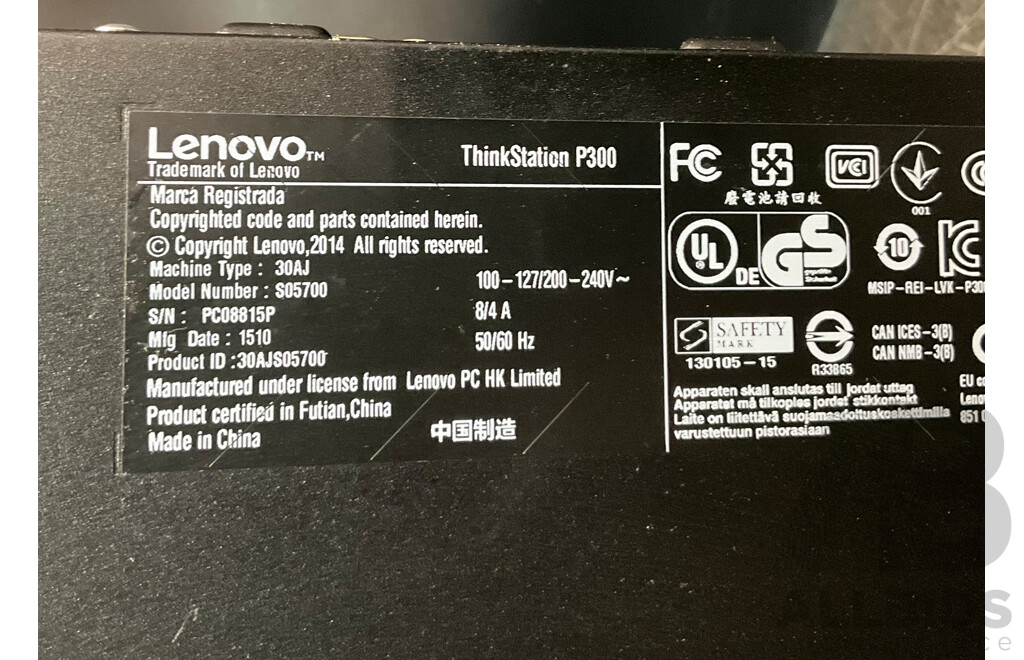 Lenovo™
ThinkStation P300
Trademark of Lenovo
Marca Registrada
Copyrighted code and parts contained herein.
© Copyright Lenovo,2014 All rights reserved.
Machine Type : 30AJ
100-127/200-240V~
Model Number : S05700
8/4 A
S/N : PC08815P
50/60 Hz
Mfg Date : 1510
Product ID :30AJS05700
Manufactured under license from Lenovo PC HK Limited
Product certified in Futian,China
Made in China
中国制造
FC
VCI
廢電池請回收
001
UL
DE
GS
geprüfte
Sicherheit
10
MSIP-REI-LVK-P30
SAFETY
MARK
130105-15
R33865
CAN ICES-3(B)
CAN NMB-3(B)
Apparaten skall anslutas till jordat uttag
Apparatet må tilkoples jordet stikkontakt
Laite on liitettävä suojamaadoituskoskettimilla
varustettuun pistorasiaan
EU
851